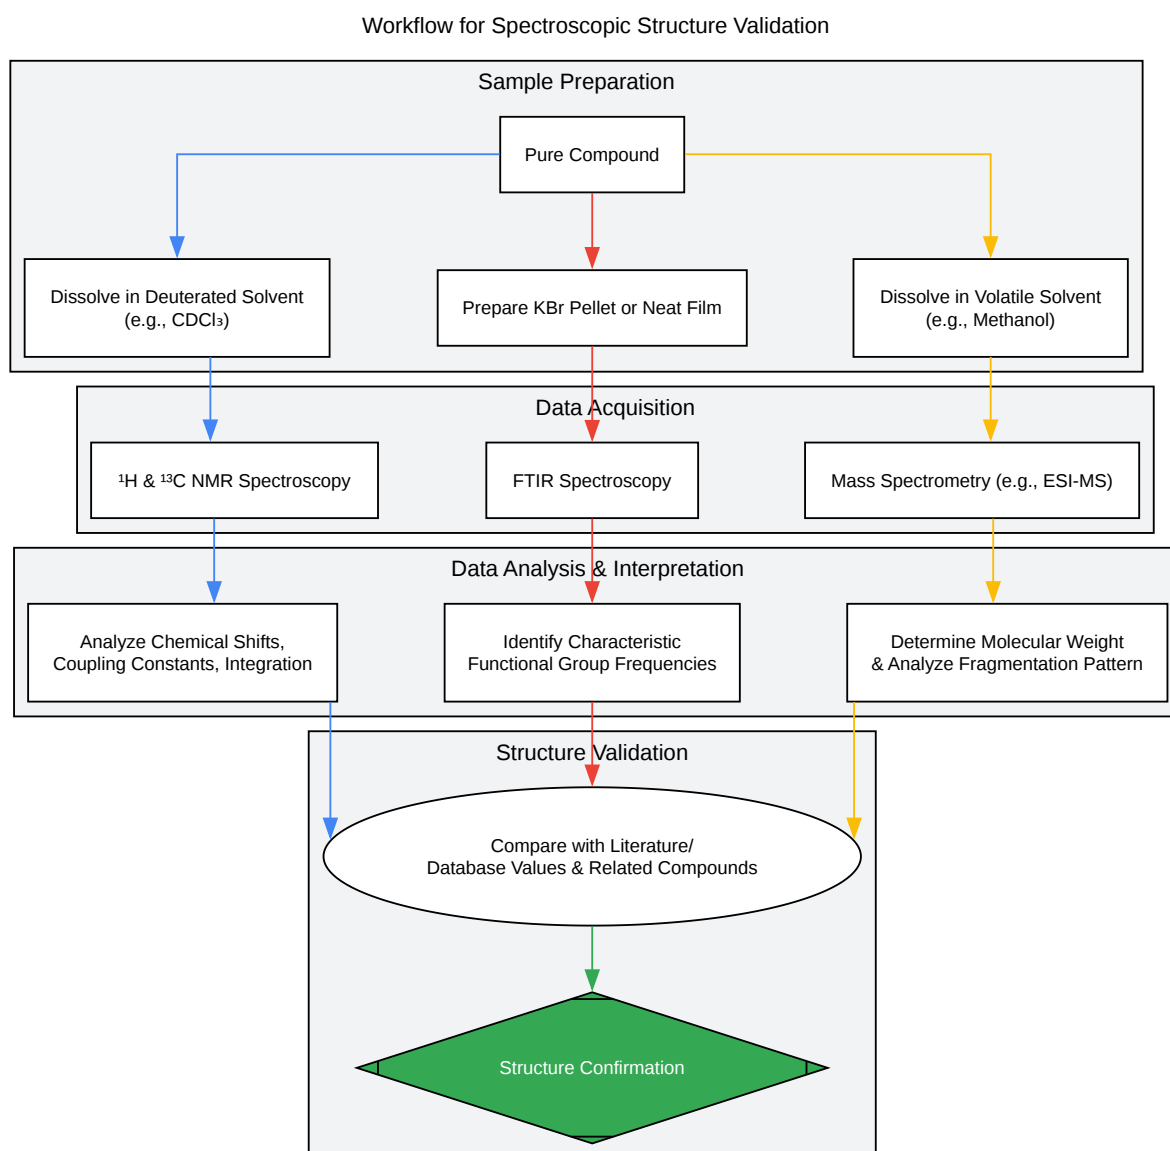 Workflow for Spectroscopic Structure Validation
Sample Preparation
Pure Compound
Dissolve in Deuterated Solvent
(e.g., CDCl₃)
Prepare KBr Pellet or Neat Film
Dissolve in Volatile Solvent
(e.g., Methanol)
Data Acquisition
¹H & ¹³C NMR Spectroscopy
FTIR Spectroscopy
Mass Spectrometry (e.g., ESI-MS)
Data Analysis & Interpretation
Analyze Chemical Shifts,
Coupling Constants, Integration
Identify Characteristic
Functional Group Frequencies
Determine Molecular Weight
& Analyze Fragmentation Pattern
Structure Validation
Compare with Literature/
Database Values & Related Compounds
Structure Confirmation